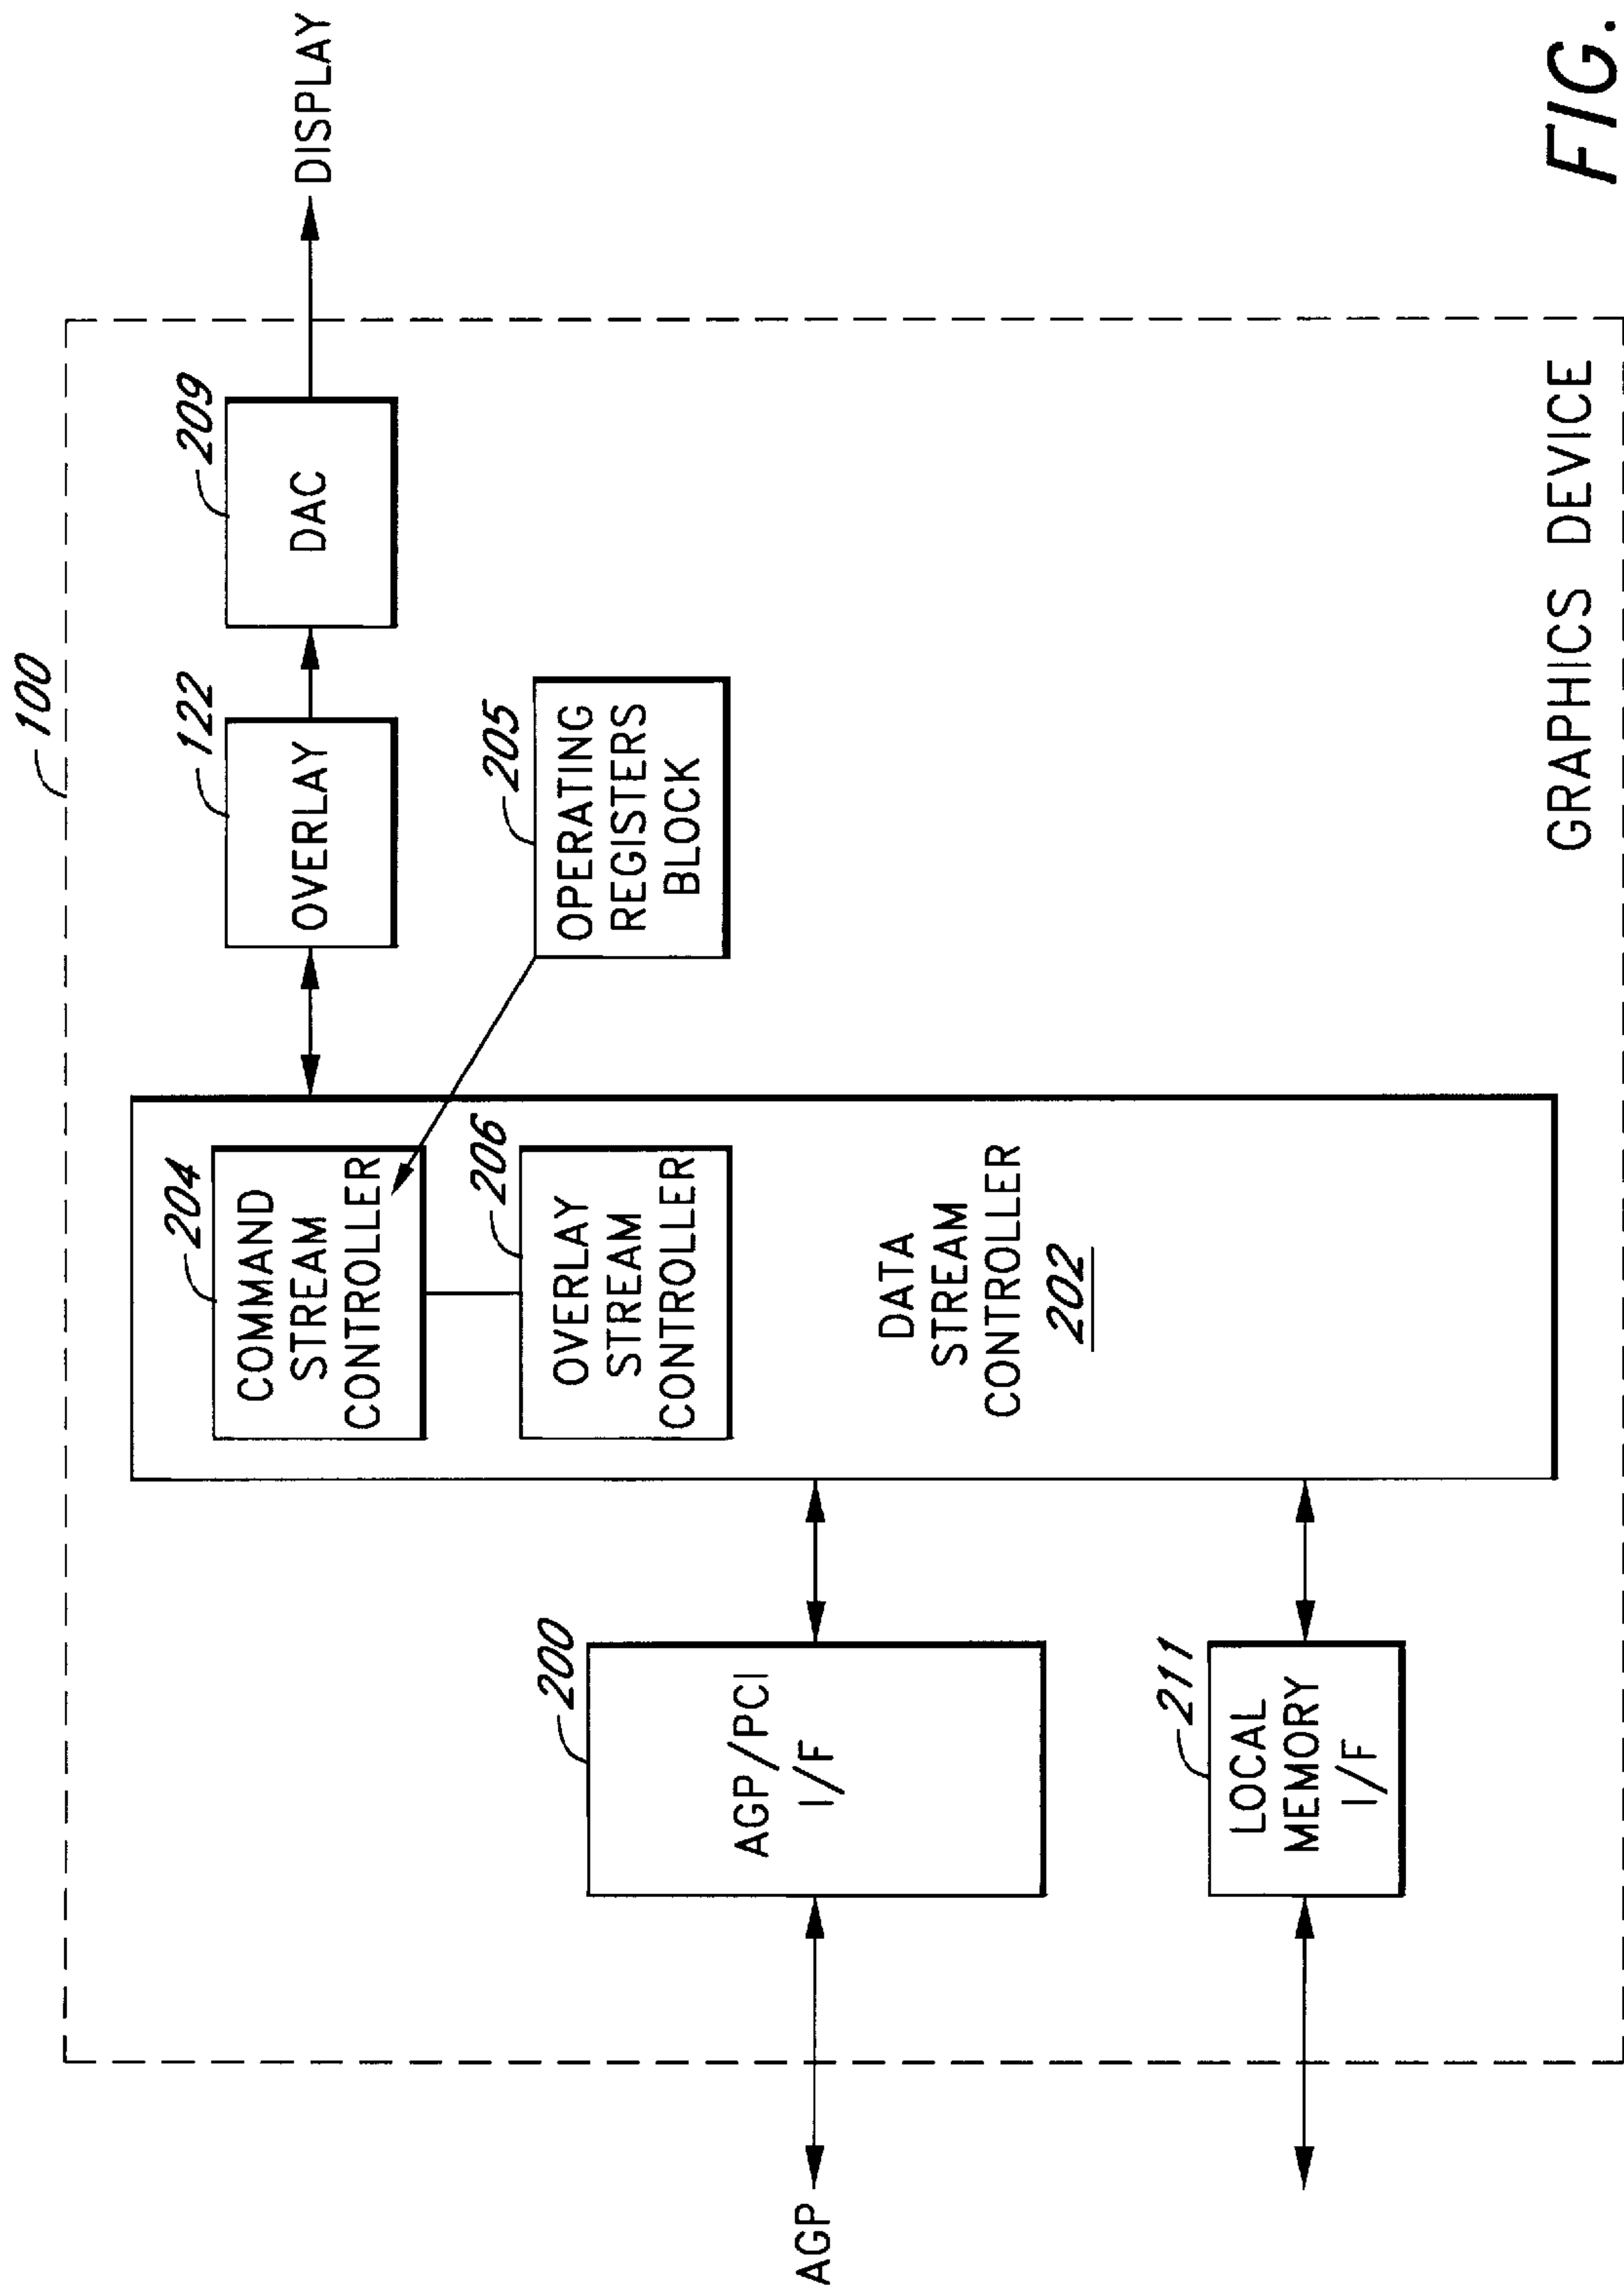 100
AGP
200
AGP/PCI
I/F
211
LOCAL
MEMORY
I/F
204
COMMAND
STREAM
CONTROLLER
206
OVERLAY
STREAM
CONTROLLER
DATA
STREAM
CONTROLLER
202
122
OVERLAY
205
OPERATING
REGISTERS
BLOCK
209
DAC
DISPLAY
GRAPHICS DEVICE
FIG.